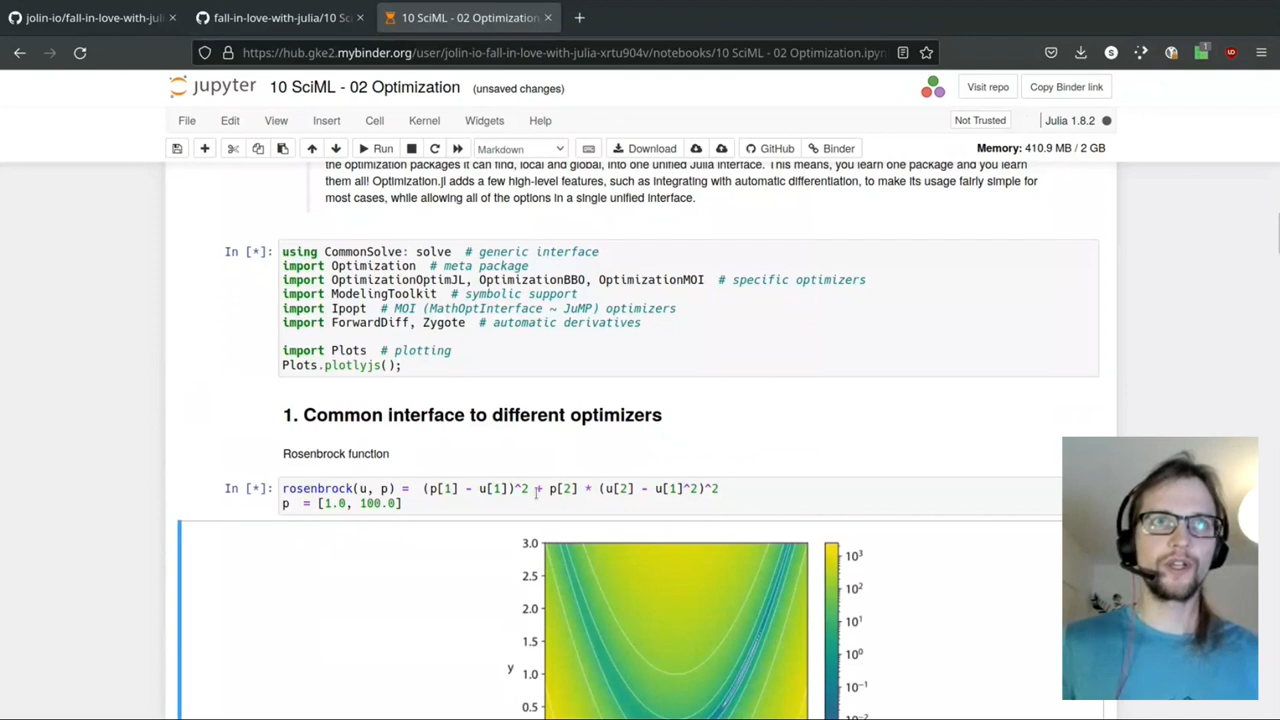 jolin-io/fall-in-love-with-juli
fall-in-love-with-julia/10 Sc
10 SciML - 02 Optimization
https://hub.gke2.mybinder.org/user/jolin-io-fall-in-love-with-julia-xrtu904v/notebooks/10 SciML - 02 Optimization.ipyn
jupyter 10 SciML - 02 Optimization (unsaved changes)
Visit repo Copy Binder link
File Edit View Insert Cell Kernel Widgets Help
Not Trusted Julia 1.8.2
Run Markdown Download GitHub Binder Memory: 410.9 MB / 2 GB
the optimization packages it can find, local and global, into one unified Julia interface. This means, you learn one package and you learn
them all! Optimization.jl adds a few high-level features, such as integrating with automatic differentiation, to make its usage fairly simple for
most cases, while allowing all of the options in a single unified interface.
In [*]: using CommonSolve: solve # generic interface
import Optimization # meta package
import OptimizationOptimJL, OptimizationBBO, OptimizationMOI # specific optimizers
import ModelingToolkit # symbolic support
import Ipopt # MOI (MathOptInterface ~ JuMP) optimizers
import ForwardDiff, Zygote # automatic derivatives
import Plots # plotting
Plots.plotlyjs();
1. Common interface to different optimizers
Rosenbrock function
In [*]: rosenbrock(u, p) = (p[1] - u[1])^2 + p[2] * (u[2] - u[1]^2)^2
p = [1.0, 100.0]
3.0
2.5
2.0
1.5
1.0
0.5
y
10³
10²
10¹
10⁰
10⁻¹